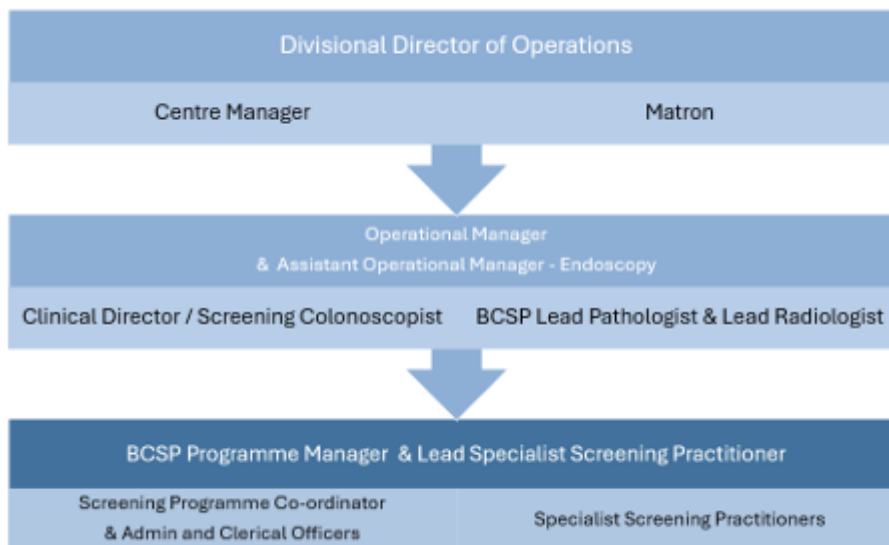 Divisional Director of Operations
Centre Manager
Matron
Operational Manager
& Assistant Operational Manager - Endoscopy
Clinical Director / Screening Colonoscopist
BCSP Lead Pathologist & Lead Radiologist
BCSP Programme Manager & Lead Specialist Screening Practitioner
Screening Programme Co-ordinator
& Admin and Clerical Officers
Specialist Screening Practitioners